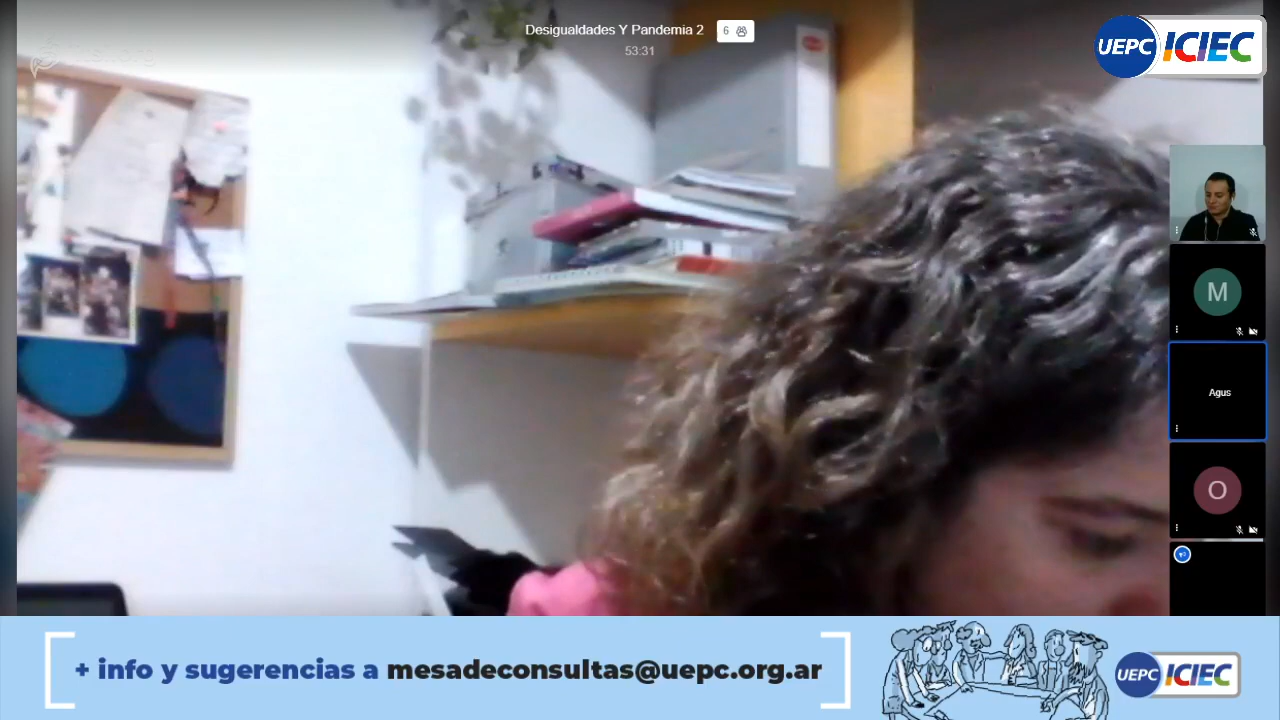 Desigualdades Y Pandemia 2
6
53:31
UEPC ICIEC
M
Agus
O
+ info y sugerencias a mesadeconsultas@uepc.org.ar
UEPC ICIEC